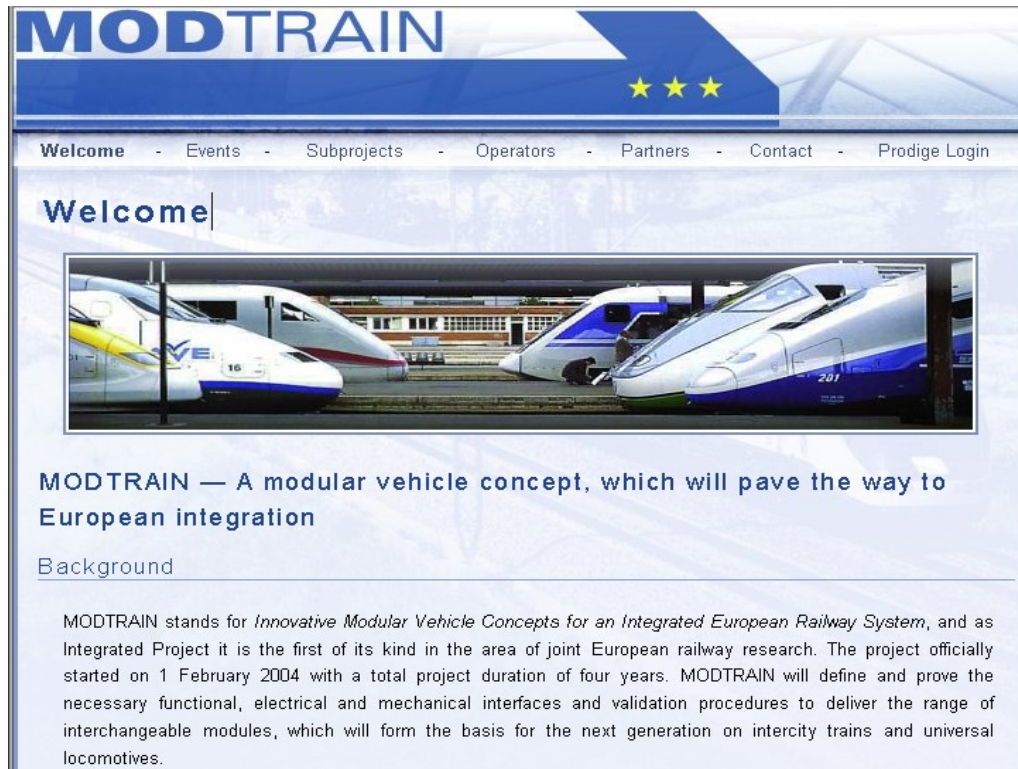 MODTRAIN
Welcome - Events - Subprojects - Operators - Partners - Contact - Prodige Login
Welcome
VE
16
201
MODTRAIN — A modular vehicle concept, which will pave the way to
European integration
Background
MODTRAIN stands for Innovative Modular Vehicle Concepts for an Integrated European Railway System, and as
Integrated Project it is the first of its kind in the area of joint European railway research. The project officially
started on 1 February 2004 with a total project duration of four years. MODTRAIN will define and prove the
necessary functional, electrical and mechanical interfaces and validation procedures to deliver the range of
interchangeable modules, which will form the basis for the next generation on intercity trains and universal
locomotives.